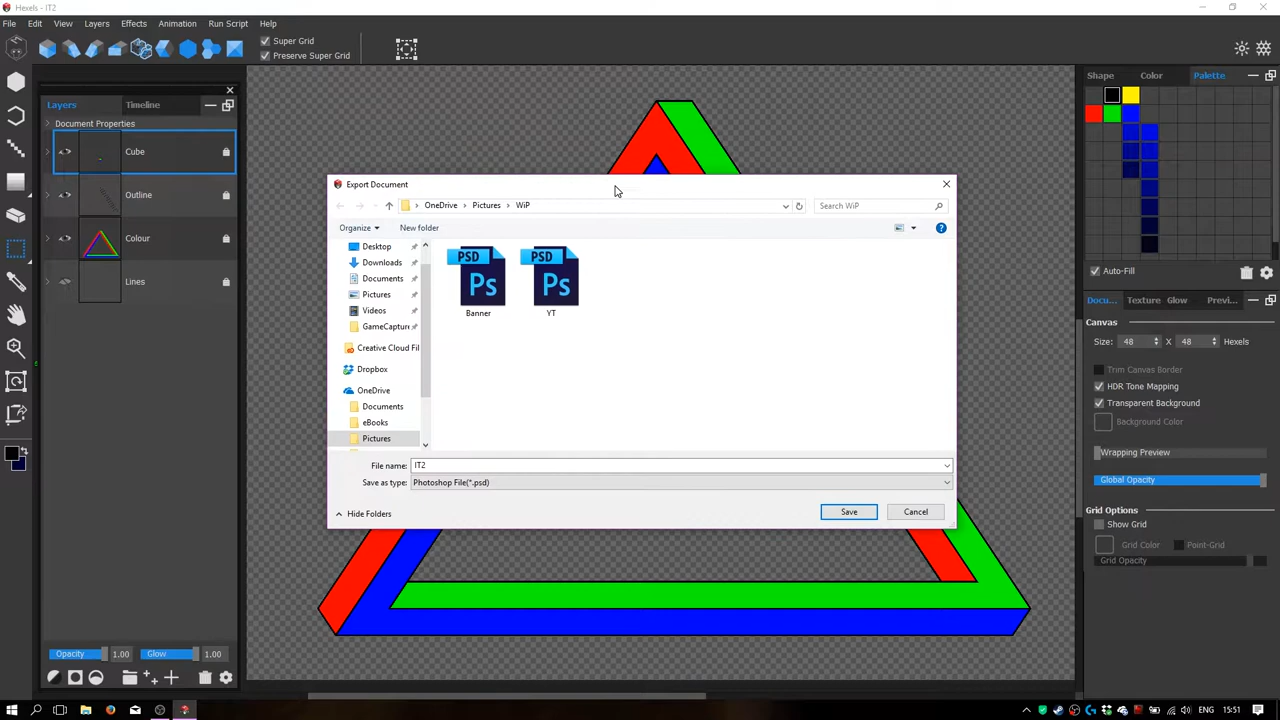 Hexels - IT2
File Edit View Layers Effects Animation Run Script Help
Super Grid
Preserve Super Grid
Layers Timeline
Document Properties
Cube
Outline
Colour
Lines
Opacity 1.00 Glow 1.00
Export Document
OneDrive Pictures WiP
Search WiP
Organize New folder
Desktop
Downloads
Documents
Pictures
Videos
GameCapture
Creative Cloud Fil
Dropbox
OneDrive
Documents
eBooks
Pictures
PSD PSD
Ps Ps
Banner YT
File name: IT2
Save as type: Photoshop File(*.psd)
Hide Folders
Save Cancel
Shape Color Palette
Auto-Fill
Docu... Texture Glow Previ...
Canvas
Size: 48 X 48 Hexels
Trim Canvas Border
HDR Tone Mapping
Transparent Background
Background Color
Wrapping Preview
Global Opacity
Grid Options
Show Grid
Grid Color Point-Grid
Grid Opacity
ENG 15:51